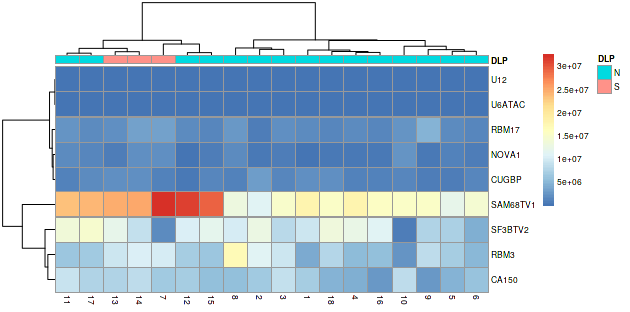 DLP
DLP
N
S
U12
U6ATAC
RBM17
NOVA1
CUGBP
SAM68TV1
SF3BTV2
RBM3
CA150
3e+07
2.5e+07
2e+07
1.5e+07
1e+07
5e+06
11 17 13 14 7 12 15 8 2 3 1 18 4 16 10 9 5 6